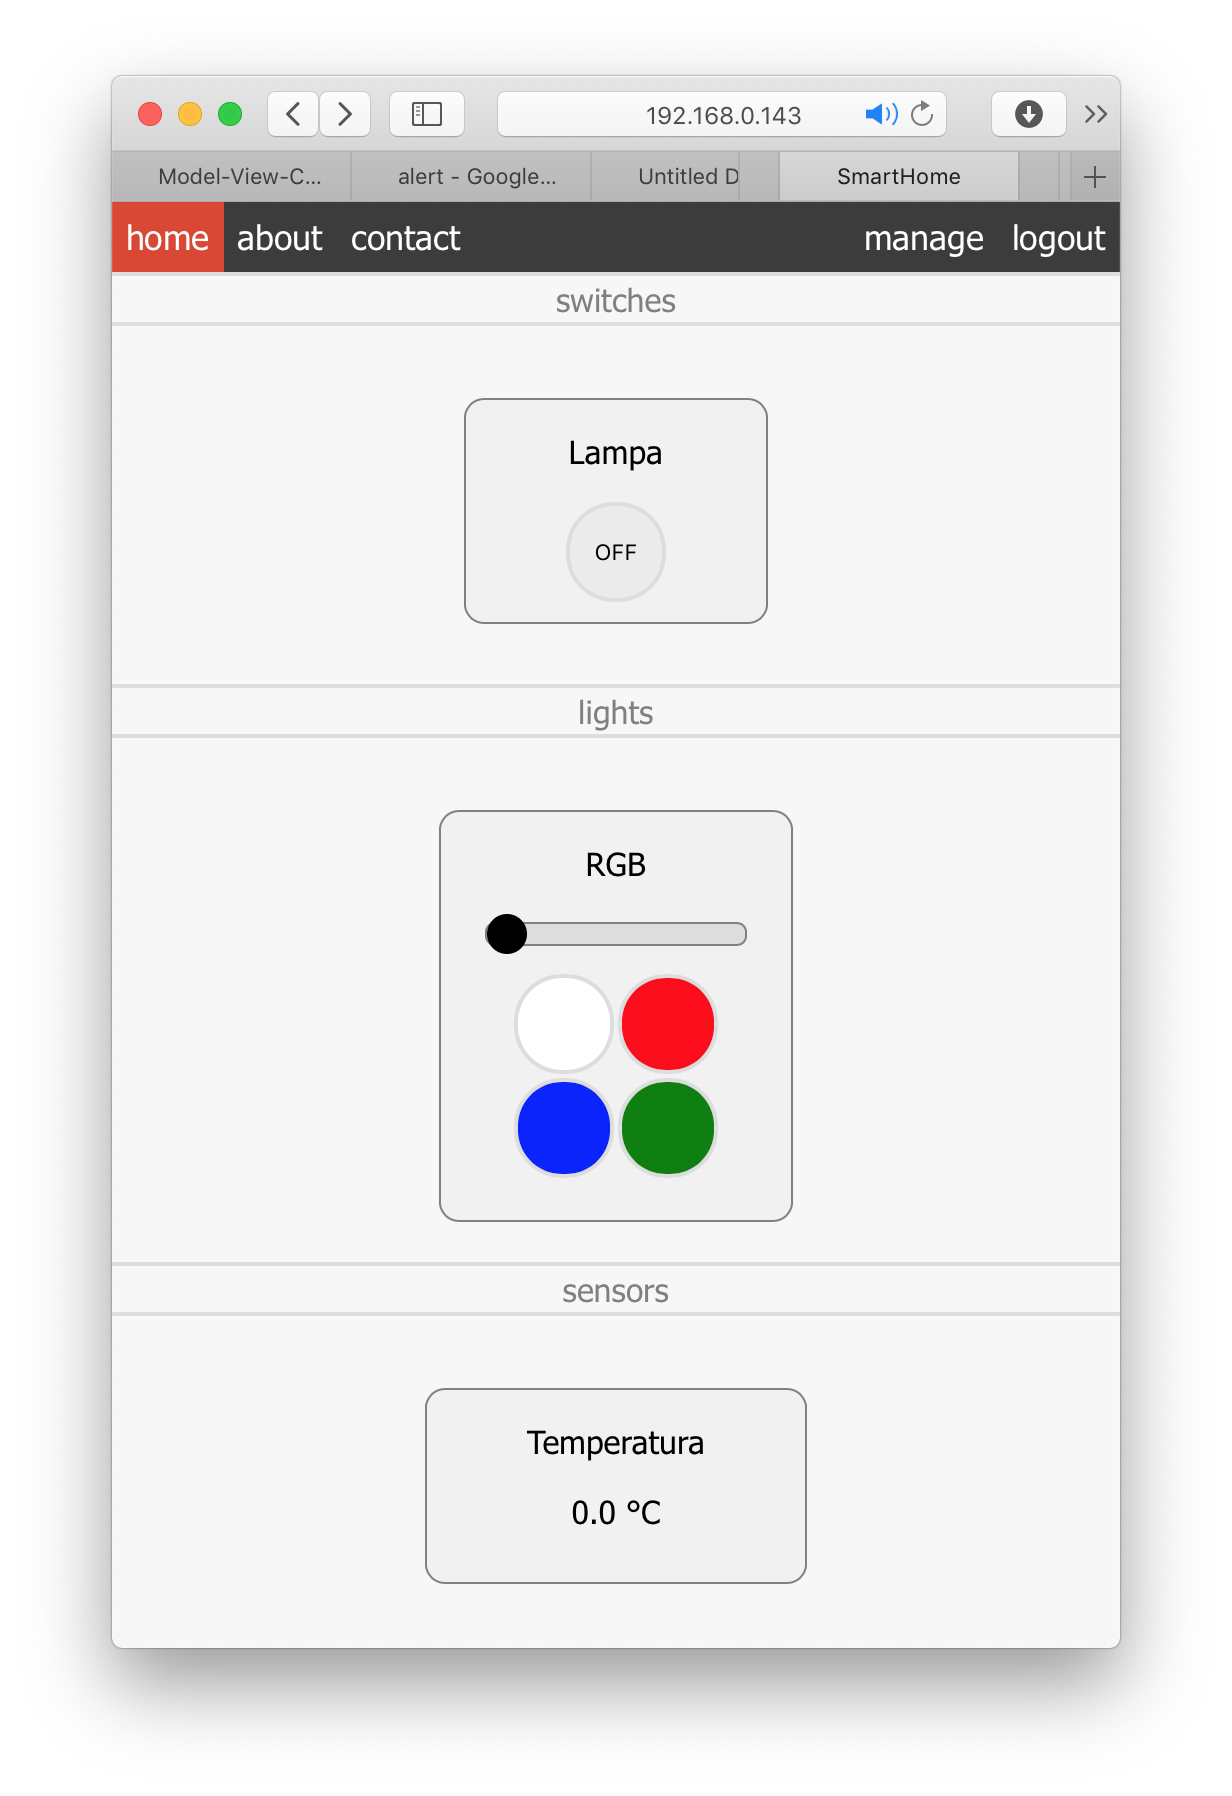 192.168.0.143
Model-View-C... alert - Google... Untitled D SmartHome
home about contact manage logout
switches
Lampa
OFF
lights
RGB
sensors
Temperatura
0.0 °C